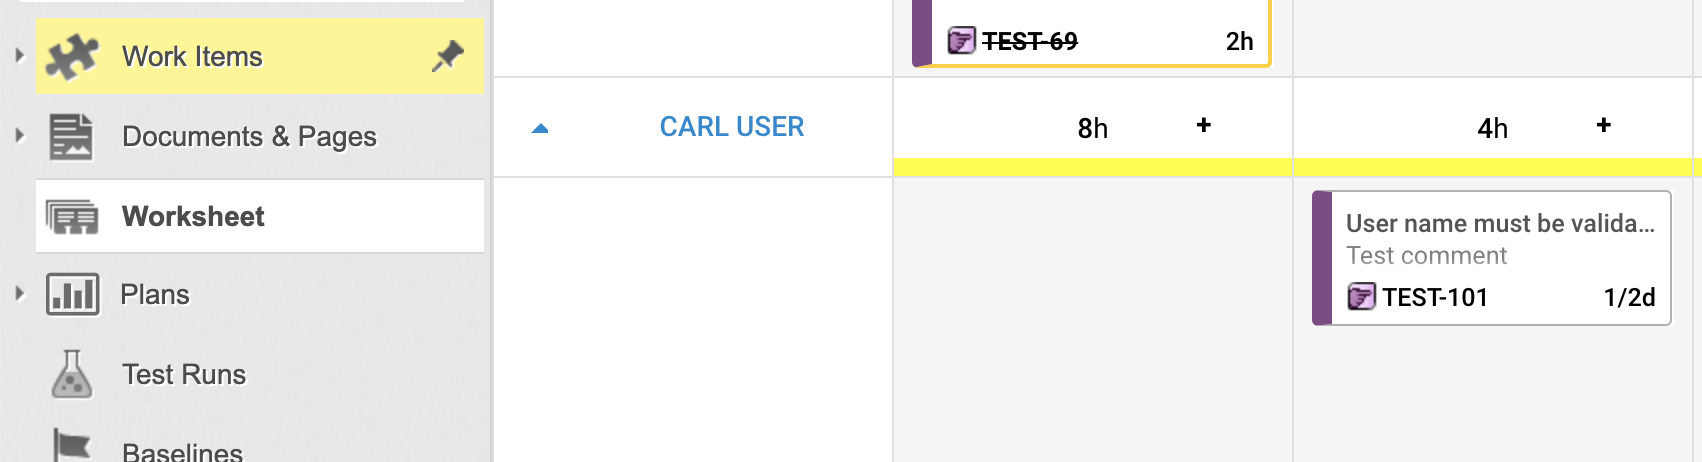 Work Items
Documents & Pages
Worksheet
Plans
Test Runs
Baselines
TEST-69 2h
CARL USER 8h + 4h +
User name must be valida...
Test comment
TEST-101 1/2d